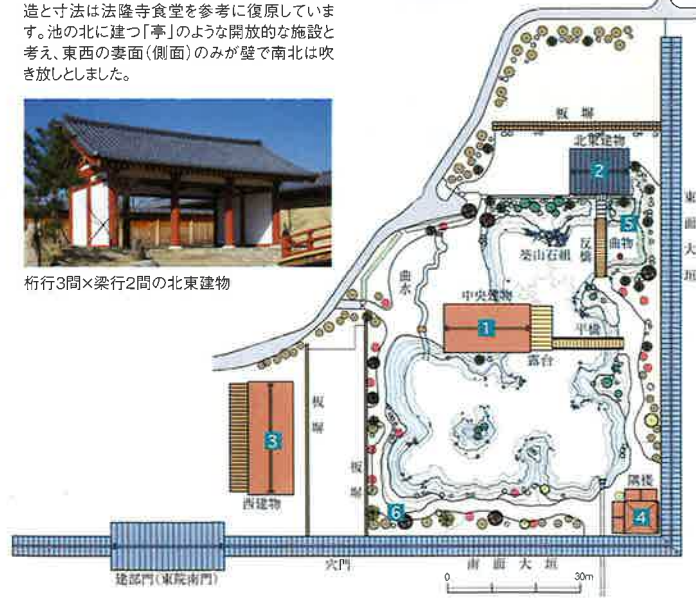 造と寸法は法隆寺食堂を参考に復原していま
す。池の北に建つ「亭」のような開放的な施設と
考え、東西の妻面(側面)のみが壁で南北は吹
き放しとしました。
桁行3間×梁行2間の北東建物
板塀
北東建物
2
東面大垣
5
曲物
反橋
築山石組
曲水
中央建物
1
平橋
露台
板塀
3
西建物
板塀
隅楼
4
6
建部門(東院南門)
穴門
南面大垣
0 30m